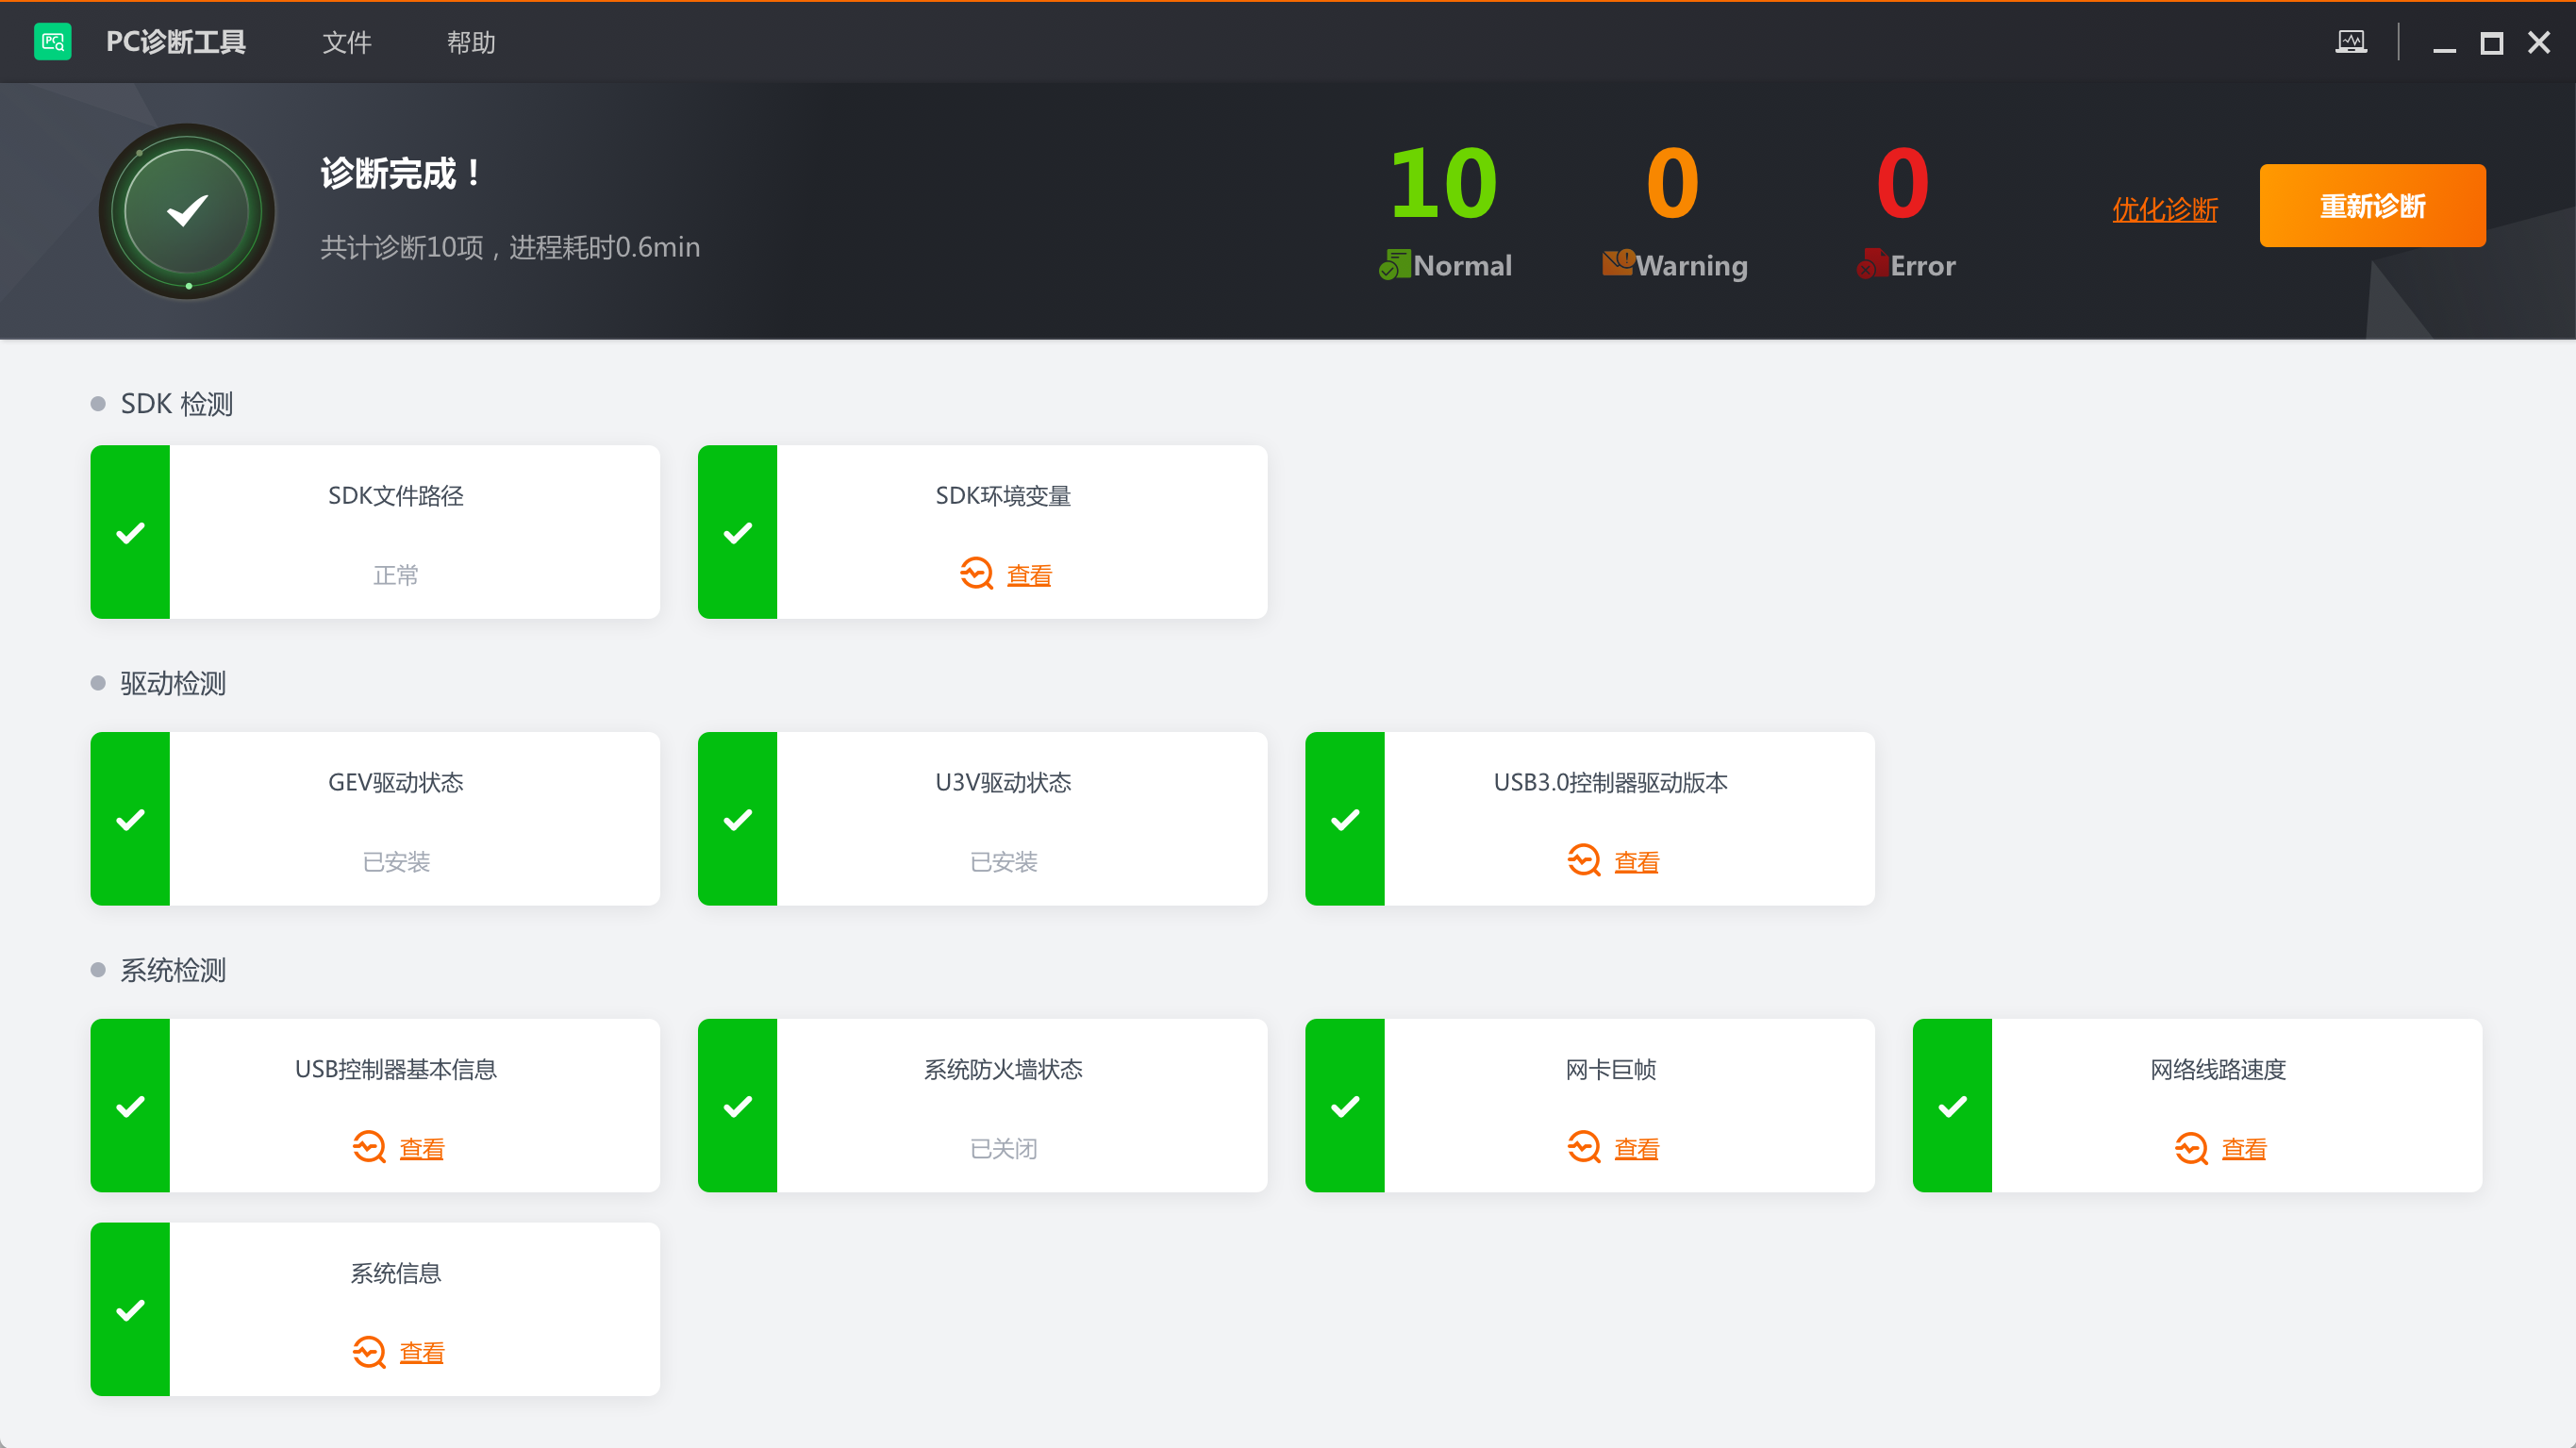 PC诊断工具
文件
帮助
诊断完成！
共计诊断10项，进程耗时0.6min
10
Normal
0
Warning
0
Error
优化诊断
重新诊断
SDK 检测
SDK文件路径
正常
SDK环境变量
查看
驱动检测
GEV驱动状态
已安装
U3V驱动状态
已安装
USB3.0控制器驱动版本
查看
系统检测
USB控制器基本信息
查看
系统防火墙状态
已关闭
网卡巨帧
查看
网络线路速度
查看
系统信息
查看